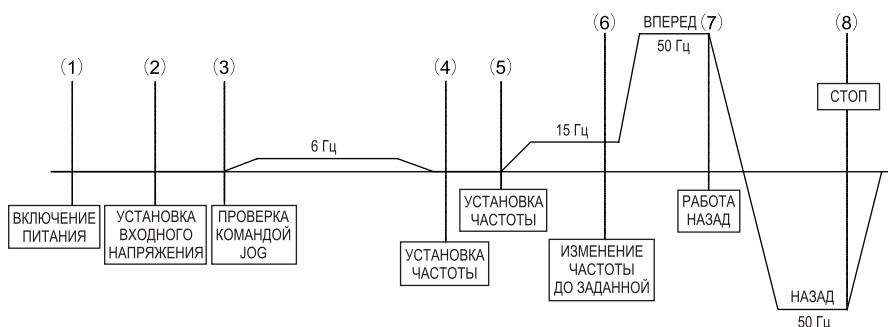 (1)
(2)
(3)
(4)
(5)
(6)
ВПЕРЕД (7)
(8)
50 Гц
СТОП
15 Гц
6 Гц
ВКЛЮЧЕНИЕ
ПИТАНИЯ
УСТАНОВКА
ВХОДНОГО
НАПРЯЖЕНИЯ
ПРОВЕРКА
КОМАНДОЙ
JOG
УСТАНОВКА
ЧАСТОТЫ
УСТАНОВКА
ЧАСТОТЫ
ИЗМЕНЕНИЕ
ЧАСТОТЫ
ДО ЗАДАННОЙ
РАБОТА
НАЗАД
НАЗАД
50 Гц